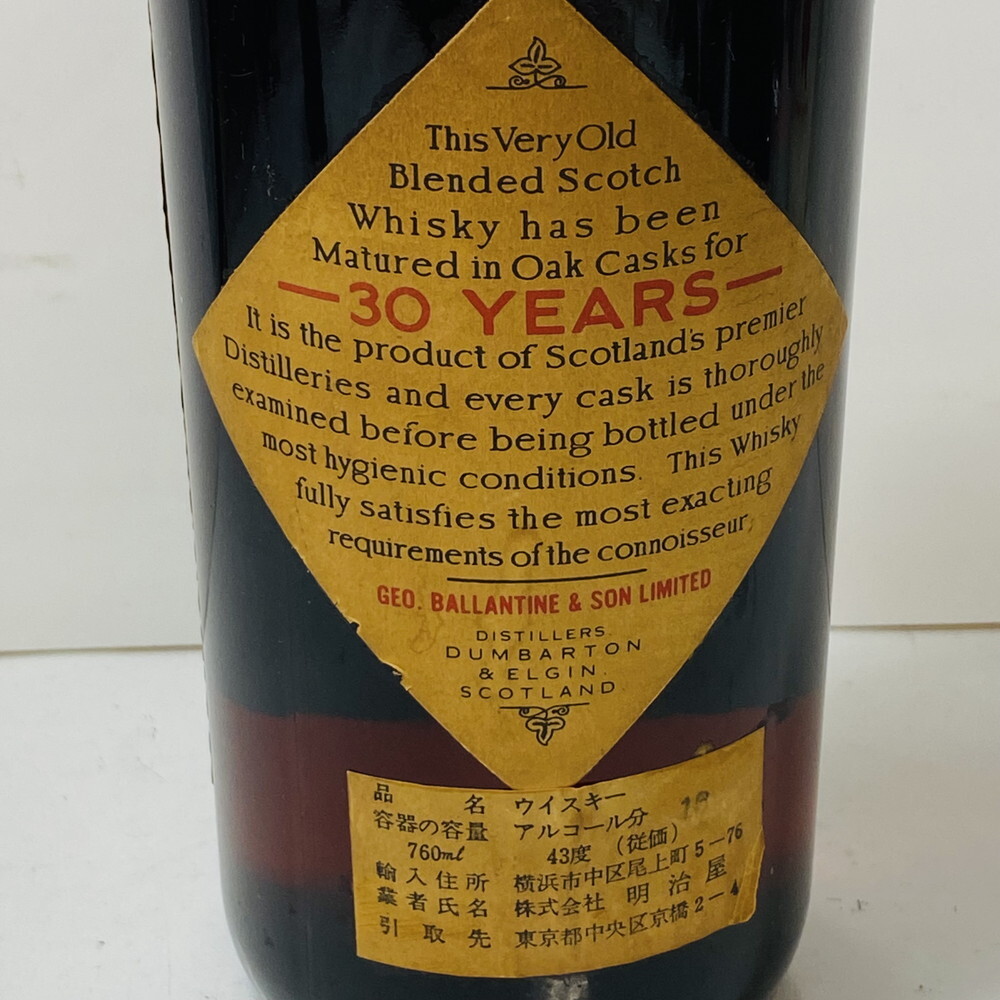 This Very Old
Blended Scotch
Whisky has been
Matured in Oak Casks for
—30 YEARS—
It is the product of Scotland's premier
Distilleries and every cask is thoroughly
examined before being bottled under the
most hygienic conditions. This Whisky
fully satisfies the most exacting
requirements of the connoisseur.
GEO. BALLANTINE & SON LIMITED
DISTILLERS.
DUMBARTON
& ELGIN.
SCOTLAND
品名 ウイスキー
容器の容量 アルコール分
760ml 43度 (従価)
輸入住所 横浜市中区尾上町5-76
業者氏名 株式会社 明治屋
引取先 東京都中央区京橋2-4